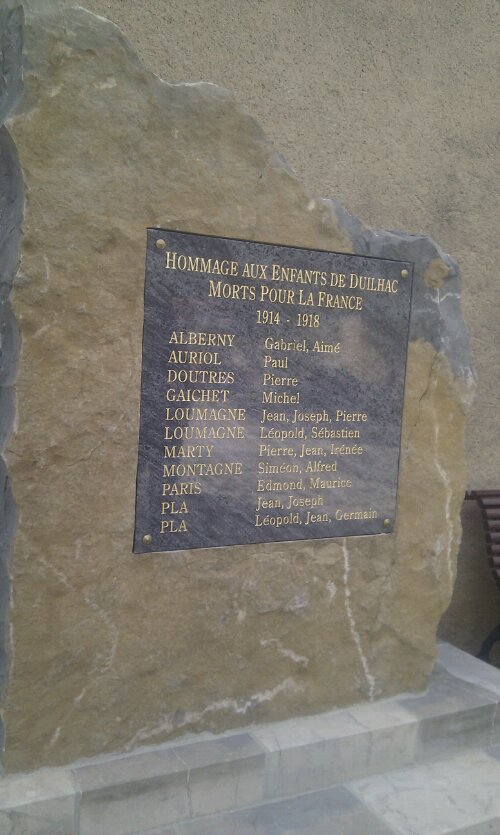 HOMMAGE AUX ENFANTS DE DUILHAC
MORTS POUR LA FRANCE
1914 - 1918
ALBERNY Gabriel, Aimé
AURIOL Paul
DOUTRES Pierre
GAICHET Michel
LOUMAGNE Jean, Joseph, Pierre
LOUMAGNE Léopold, Sébastien
MARTY Pierre, Jean, Irénée
MONTAGNE Siméon, Alfred
PARIS Edmond, Maurice
PLA Jean, Joseph
PLA Léopold, Jean, Germain